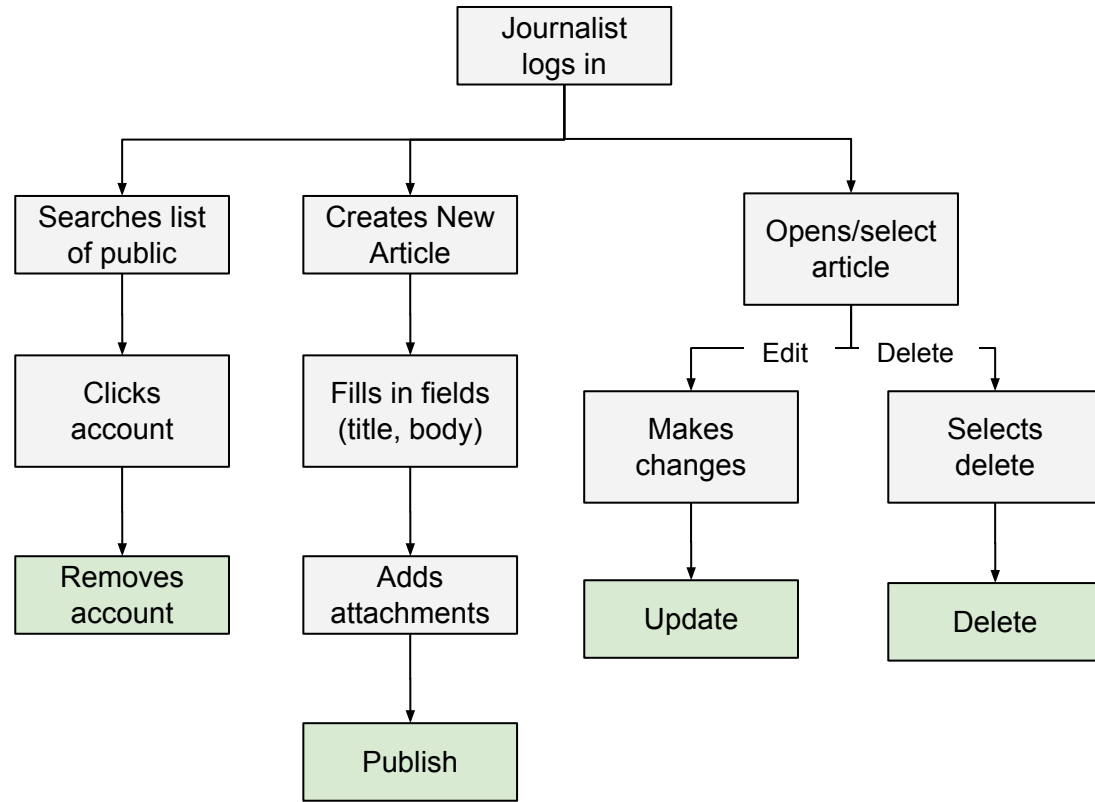 Journalist
logs in
Searches list
of public
Creates New
Article
Opens/select
article
Edit
Delete
Clicks
account
Fills in fields
(title, body)
Makes
changes
Selects
delete
Removes
account
Adds
attachments
Update
Delete
Publish